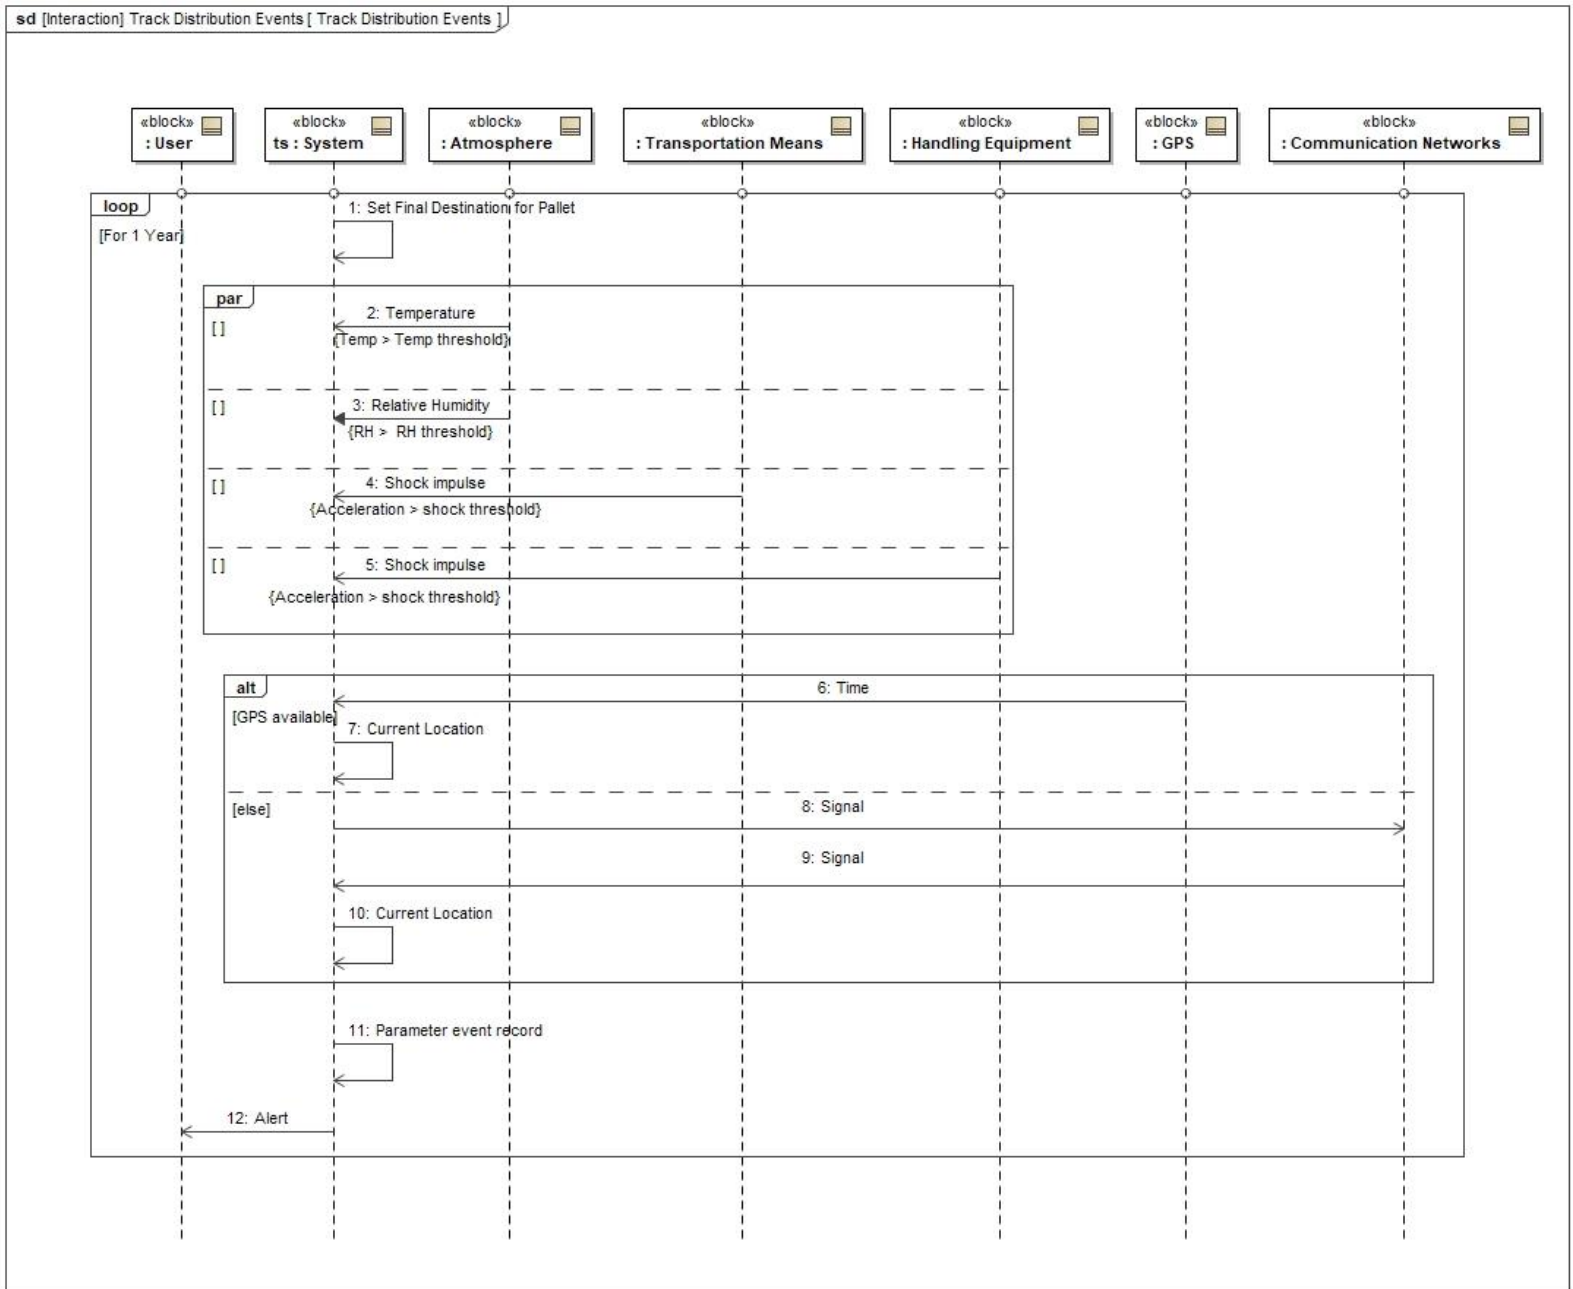 sd [Interaction] Track Distribution Events [ Track Distribution Events ]
«block» «block» «block» «block» «block» «block» «block»
: User ts : System : Atmosphere : Transportation Means : Handling Equipment : GPS : Communication Networks
loop
1: Set Final Destination for Pallet
[For 1 Year]
par
2: Temperature
[ ]
{Temp > Temp threshold}
3: Relative Humidity
[ ]
{RH > RH threshold}
4: Shock impulse
[ ]
{Acceleration > shock threshold}
5: Shock impulse
[ ]
{Acceleration > shock threshold}
alt
6: Time
[GPS available]
7: Current Location
8: Signal
[else]
9: Signal
10: Current Location
11: Parameter event record
12: Alert